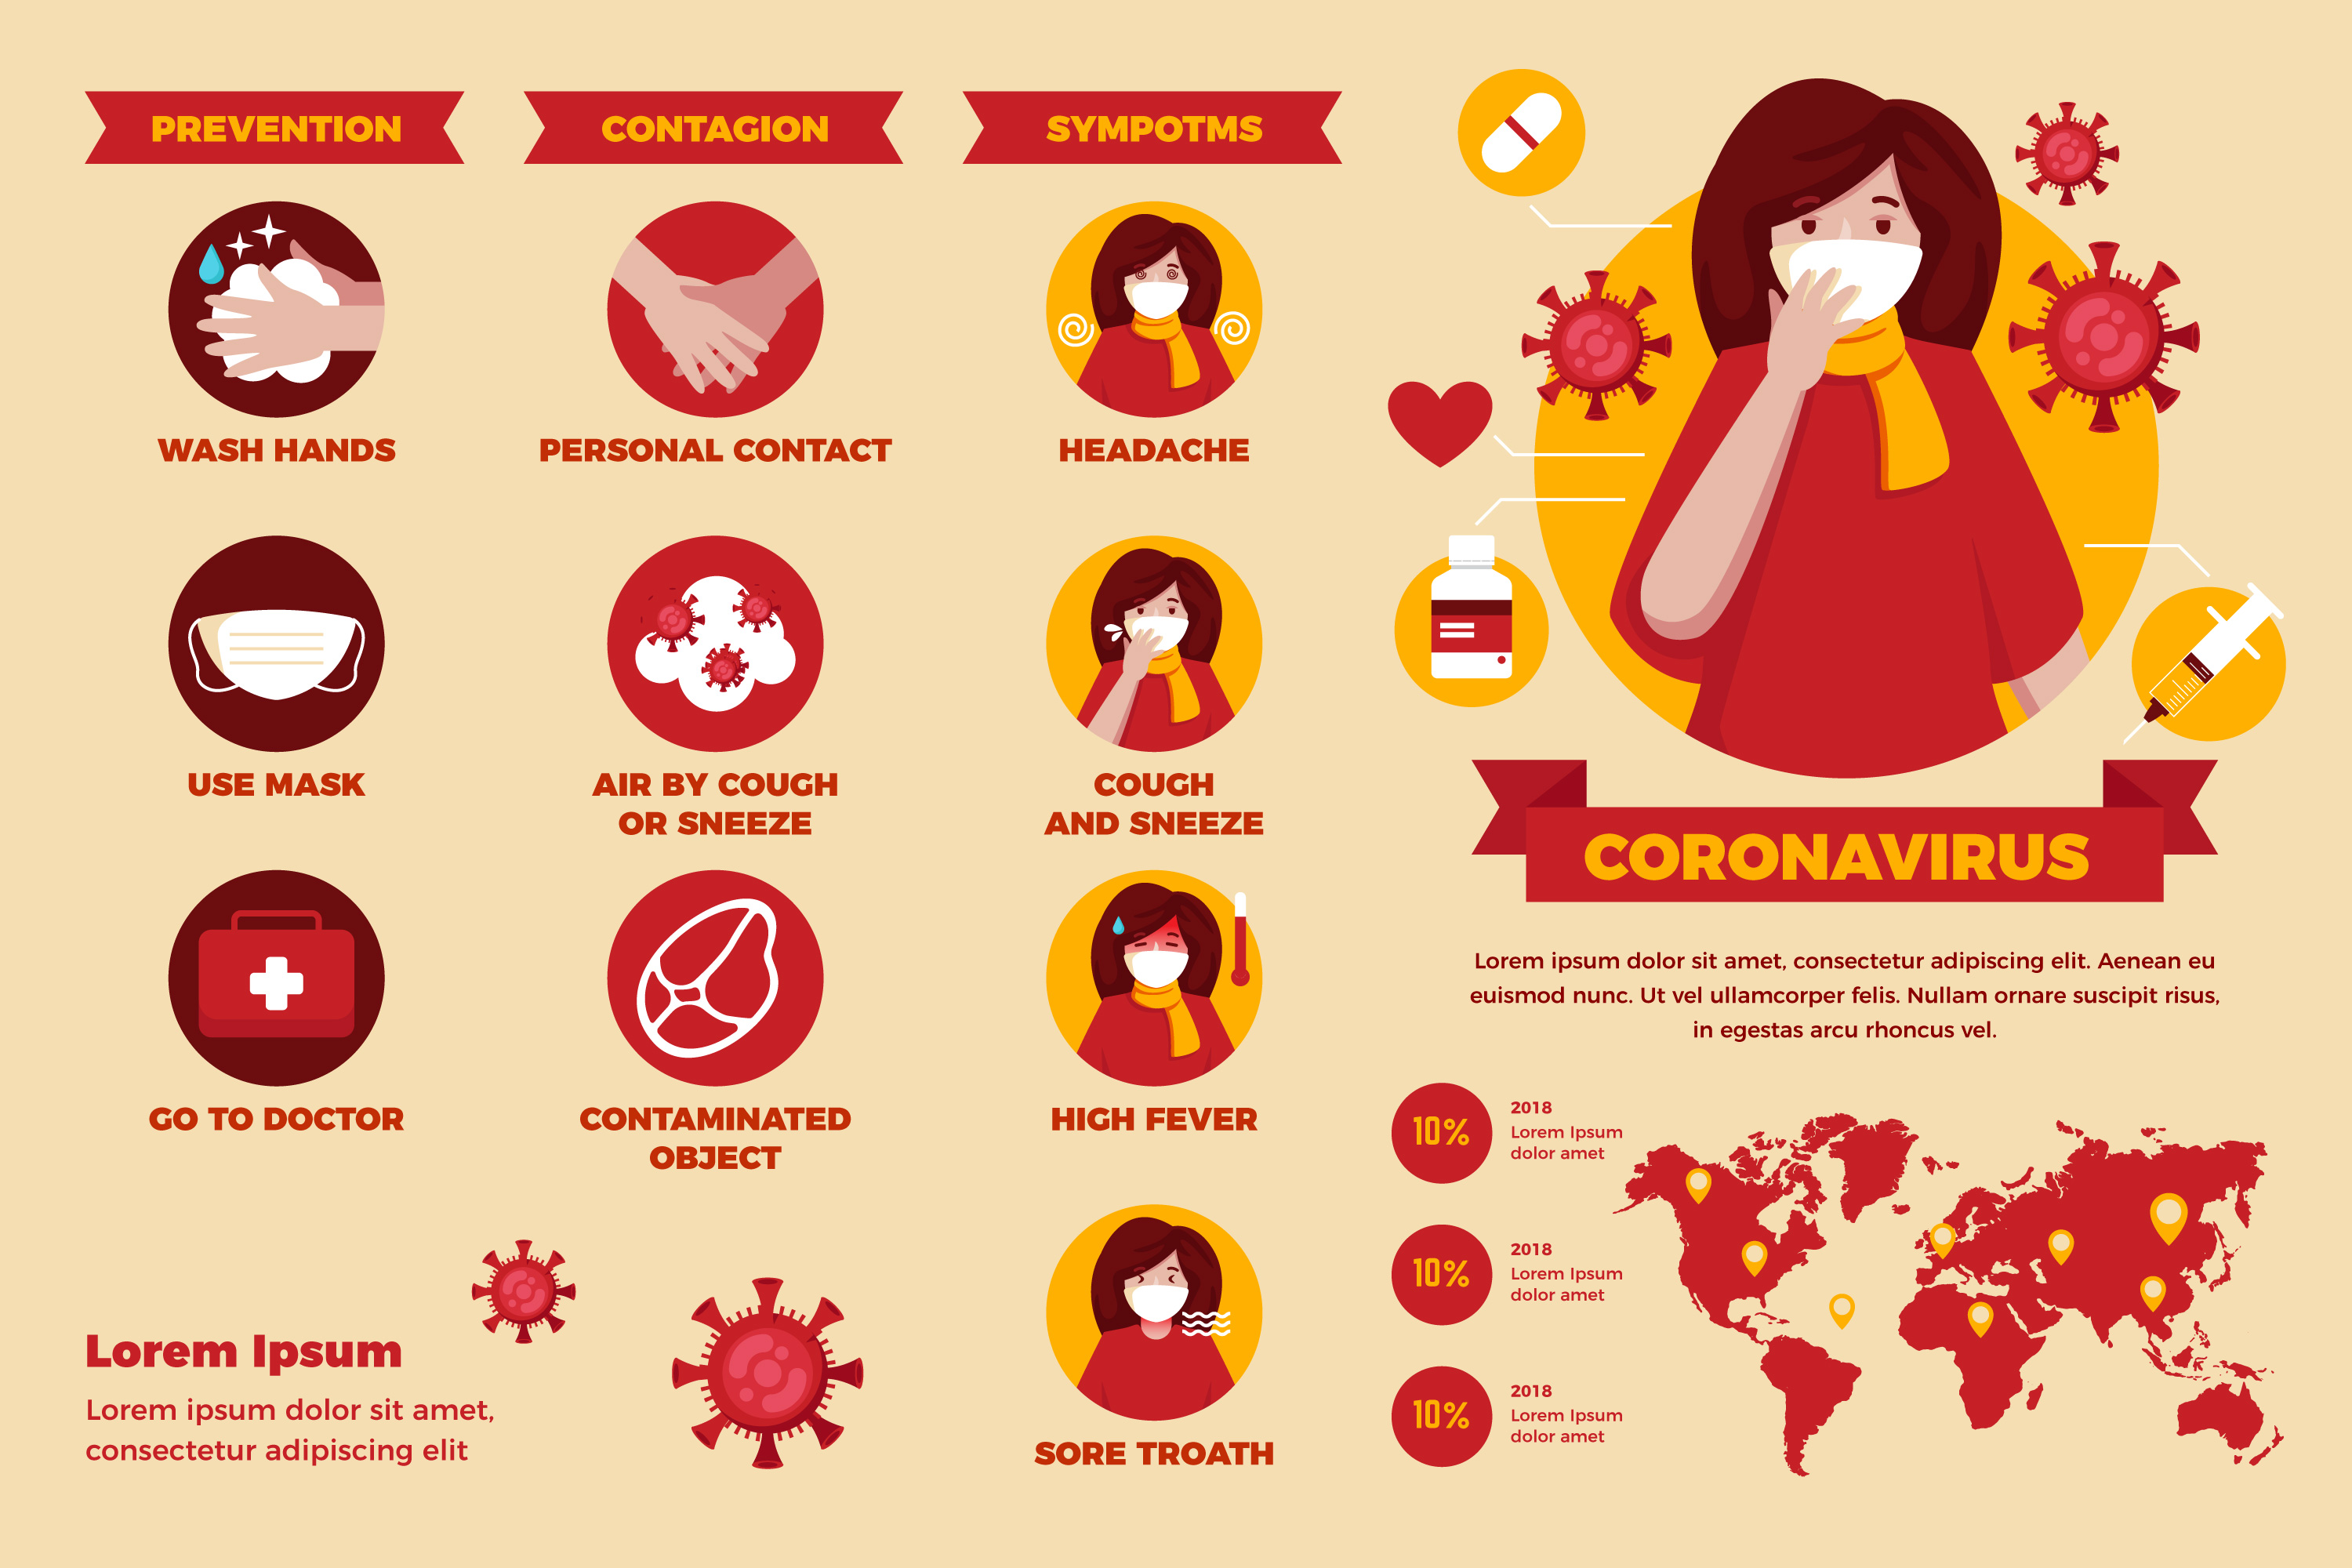 PREVENTION
WASH HANDS
USE MASK
GO TO DOCTOR
CONTAGION
PERSONAL CONTACT
AIR BY COUGH
OR SNEEZE
CONTAMINATED
OBJECT
SYMPOTMS
HEADACHE
COUGH
AND SNEEZE
HIGH FEVER
SORE TROATH
Lorem Ipsum
Lorem ipsum dolor sit amet,
consectetur adipiscing elit
CORONAVIRUS
Lorem ipsum dolor sit amet, consectetur adipiscing elit. Aenean eu
euismod nunc. Ut vel ullamcorper felis. Nullam ornare suscipit risus,
in egestas arcu rhoncus vel.
10%
2018
Lorem Ipsum
dolor amet
10%
2018
Lorem Ipsum
dolor amet
10%
2018
Lorem Ipsum
dolor amet